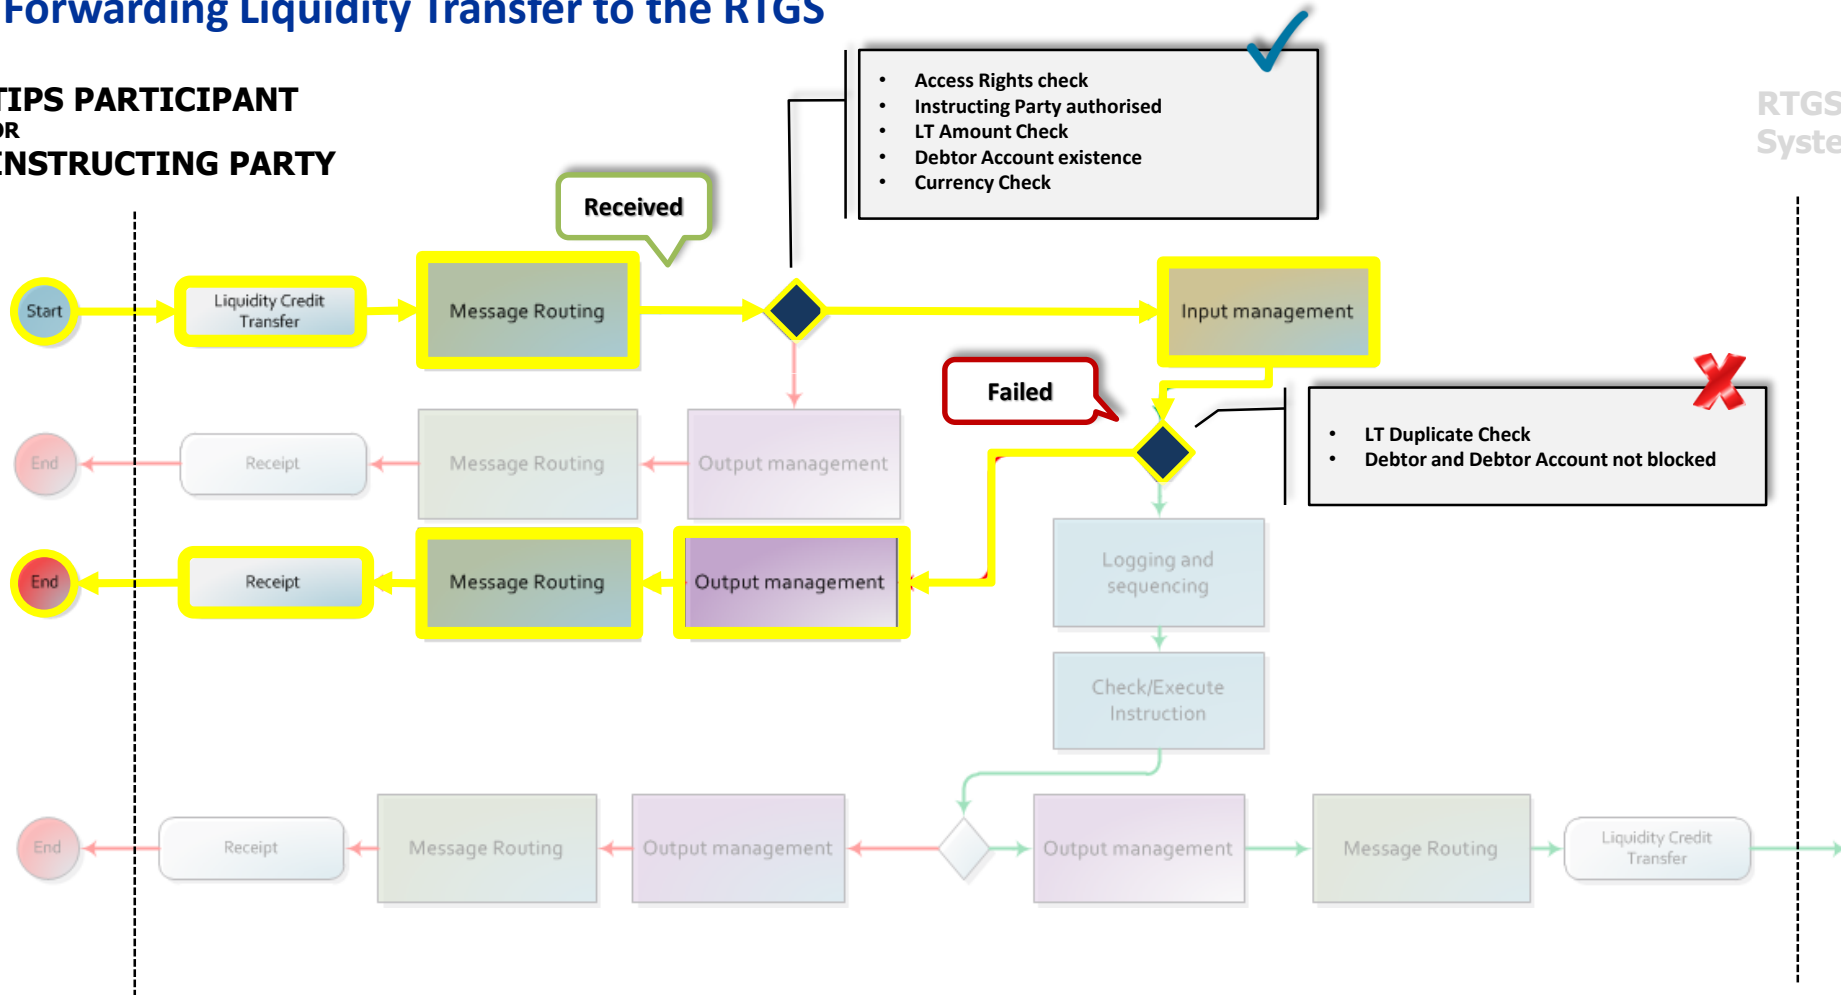 Forwarding Liquidity Transfer to the RTGS
TIPS PARTICIPANT
OR
INSTRUCTING PARTY
• Access Rights check
• Instructing Party authorised
• LT Amount Check
• Debtor Account existence
• Currency Check
RTGS
Syste
Received
Start
Liquidity Credit
Transfer
Message Routing
Input management
Failed
• LT Duplicate Check
• Debtor and Debtor Account not blocked
End
Receipt
Message Routing
Output management
End
Receipt
Message Routing
Output management
Logging and
sequencing
Check/Execute
Instruction
End
Receipt
Message Routing
Output management
Output management
Message Routing
Liquidity Credit
Transfer